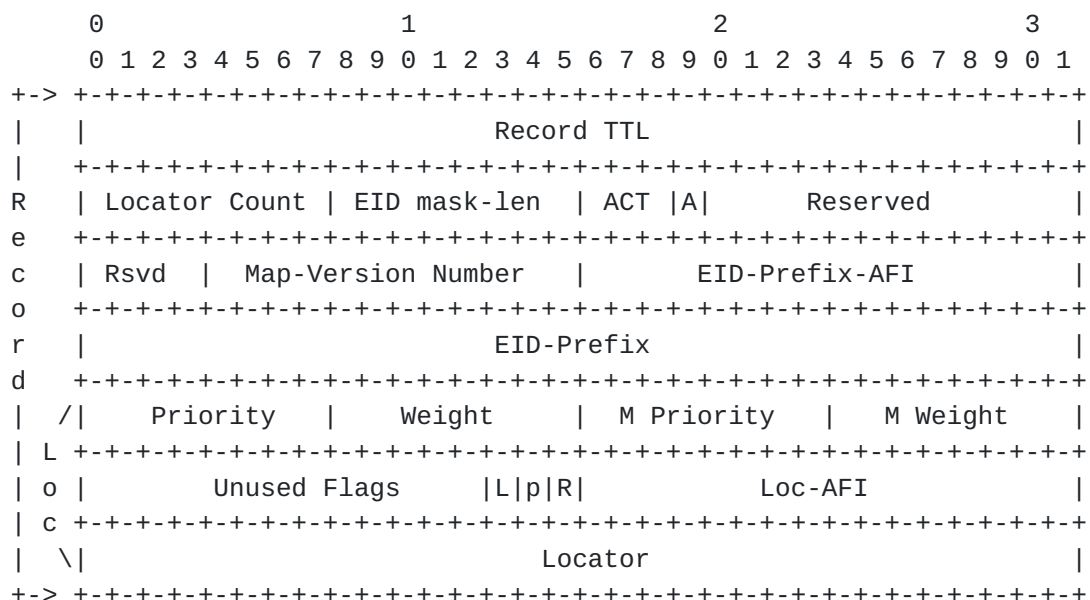 0                   1                   2                   3
        0 1 2 3 4 5 6 7 8 9 0 1 2 3 4 5 6 7 8 9 0 1 2 3 4 5 6 7 8 9 0 1
   +-> +-+-+-+-+-+-+-+-+-+-+-+-+-+-+-+-+-+-+-+-+-+-+-+-+-+-+-+-+-+-+-+-+
   |   |                          Record TTL                           |
   |   +-+-+-+-+-+-+-+-+-+-+-+-+-+-+-+-+-+-+-+-+-+-+-+-+-+-+-+-+-+-+-+-+
   R   | Locator Count | EID mask-len  | ACT |A|      Reserved         |
   e   +-+-+-+-+-+-+-+-+-+-+-+-+-+-+-+-+-+-+-+-+-+-+-+-+-+-+-+-+-+-+-+-+
   c   | Rsvd  |  Map-Version Number   |       EID-Prefix-AFI          |
   o   +-+-+-+-+-+-+-+-+-+-+-+-+-+-+-+-+-+-+-+-+-+-+-+-+-+-+-+-+-+-+-+-+
   r   |                          EID-Prefix                           |
   d   +-+-+-+-+-+-+-+-+-+-+-+-+-+-+-+-+-+-+-+-+-+-+-+-+-+-+-+-+-+-+-+-+
   |  /|    Priority   |    Weight     |  M Priority   |   M Weight    |
   | L +-+-+-+-+-+-+-+-+-+-+-+-+-+-+-+-+-+-+-+-+-+-+-+-+-+-+-+-+-+-+-+-+
   | o |        Unused Flags     |L|p|R|           Loc-AFI             |
   | c +-+-+-+-+-+-+-+-+-+-+-+-+-+-+-+-+-+-+-+-+-+-+-+-+-+-+-+-+-+-+-+-+
   |  \|                             Locator                           |
   +-> +-+-+-+-+-+-+-+-+-+-+-+-+-+-+-+-+-+-+-+-+-+-+-+-+-+-+-+-+-+-+-+-+